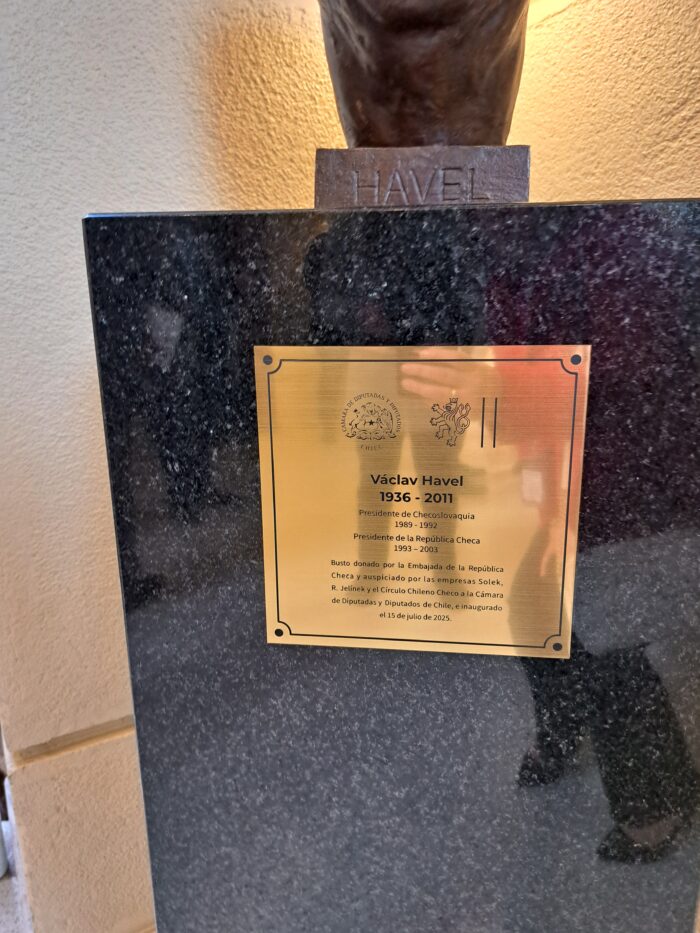 HAVEL
CÁMARA DE DIPUTADAS Y DIPUTADOS
CHILE
Václav Havel
1936 - 2011
Presidente de Checoslovaquia
1989 - 1992
Presidente de la República Checa
1993 – 2003
Busto donado por la Embajada de la República
Checa y auspiciado por las empresas Solek,
R. Jelínek y el Círculo Chileno Checo a la Cámara
de Diputadas y Diputados de Chile, e inaugurado
el 15 de julio de 2025.